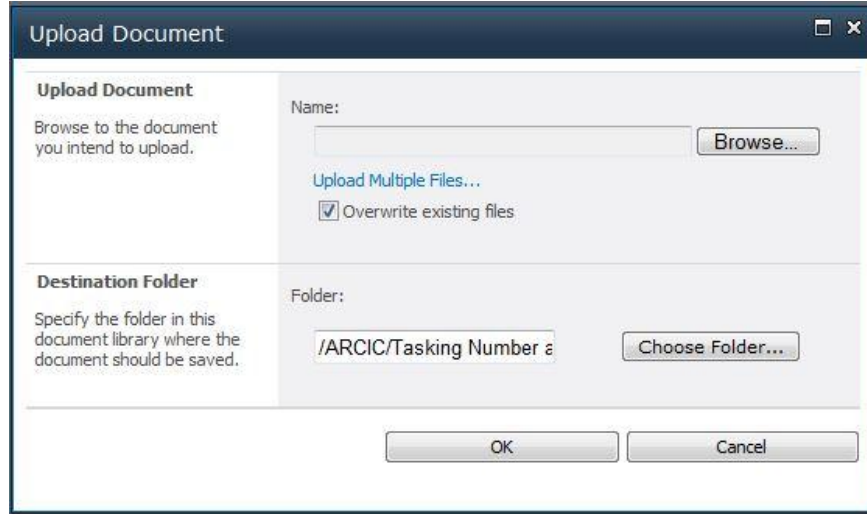 Upload Document
Upload Document
Browse to the document
you intend to upload.
Name:
Browse...
Upload Multiple Files...
Overwrite existing files
Destination Folder
Specify the folder in this
document library where the
document should be saved.
Folder:
/ARCIC/Tasking Number a
Choose Folder...
OK
Cancel